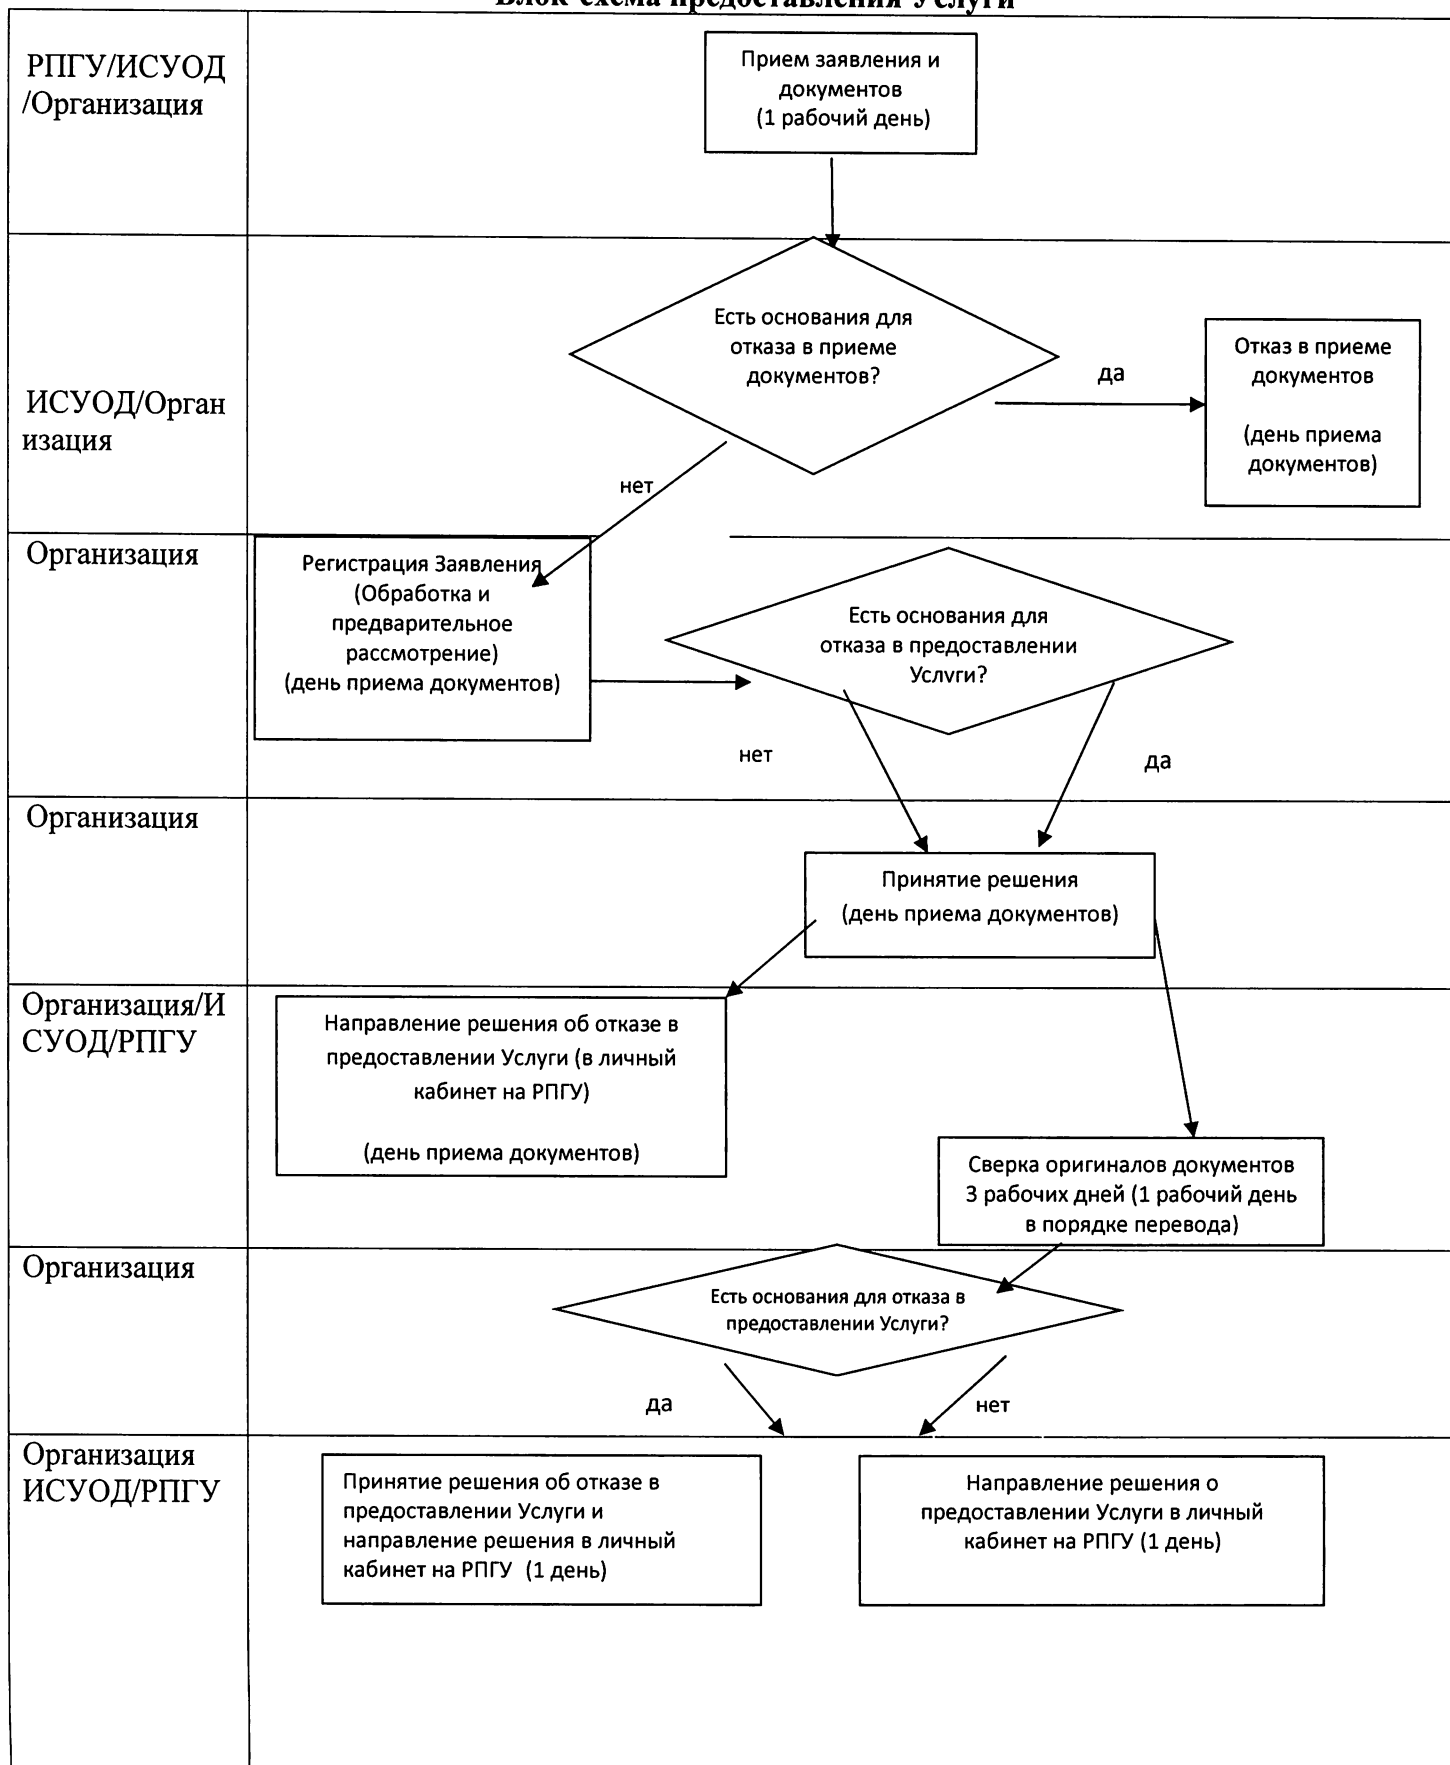 Блок-схема предоставления Услуги
РПГУ/ИСУОД
/Организация
Прием заявления и
документов
(1 рабочий день)
ИСУОД/Орган
изация
Есть основания для
отказа в приеме
документов?
да
Отказ в приеме
документов
(день приема
документов)
нет
Организация
Регистрация Заявления
(Обработка и
предварительное
рассмотрение)
(день приема документов)
Есть основания для
отказа в предоставлении
Услуги?
нет
да
Организация
Принятие решения
(день приема документов)
Организация/И
СУОД/РПГУ
Направление решения об отказе в
предоставлении Услуги (в личный
кабинет на РПГУ)
(день приема документов)
Сверка оригиналов документов
3 рабочих дней (1 рабочий день
в порядке перевода)
Организация
Есть основания для отказа в
предоставлении Услуги?
да
нет
Организация
ИСУОД/РПГУ
Принятие решения об отказе в
предоставлении Услуги и
направление решения в личный
кабинет на РПГУ (1 день)
Направление решения о
предоставлении Услуги в личный
кабинет на РПГУ (1 день)